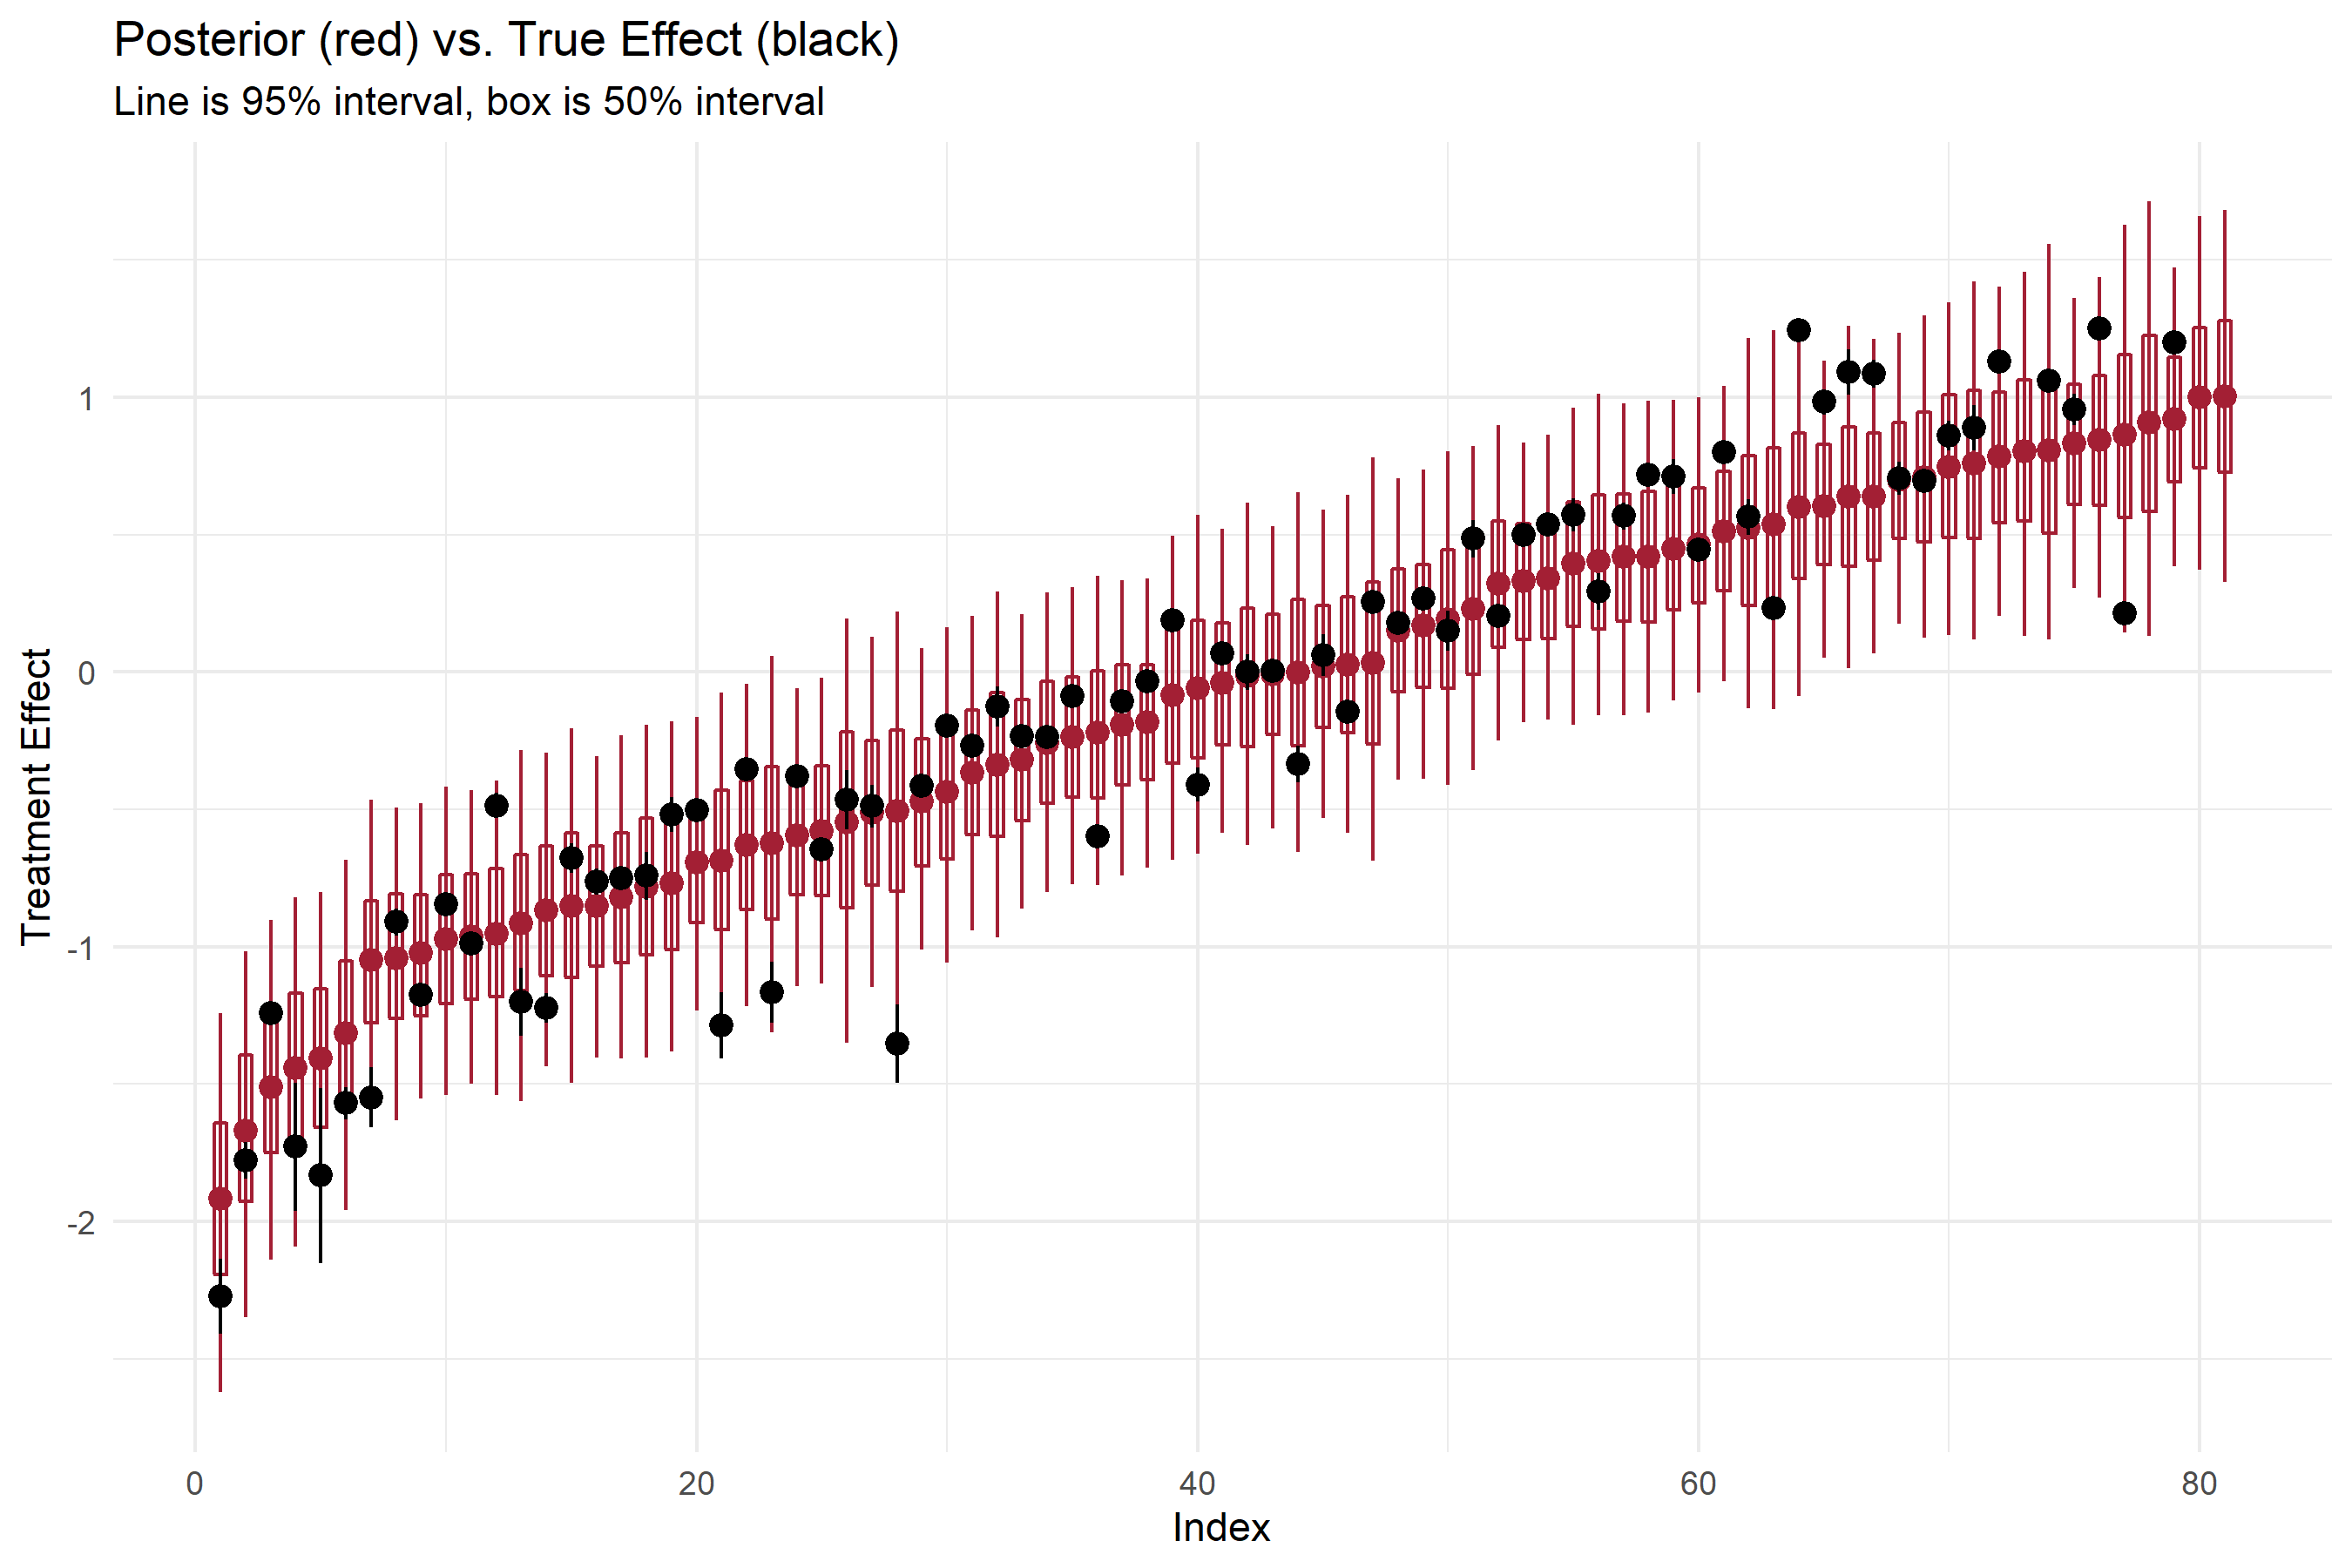 Posterior (red) vs. True Effect (black)
Line is 95% interval, box is 50% interval
Treatment Effect
1
0
-1
-2
0
20
40
60
80
Index